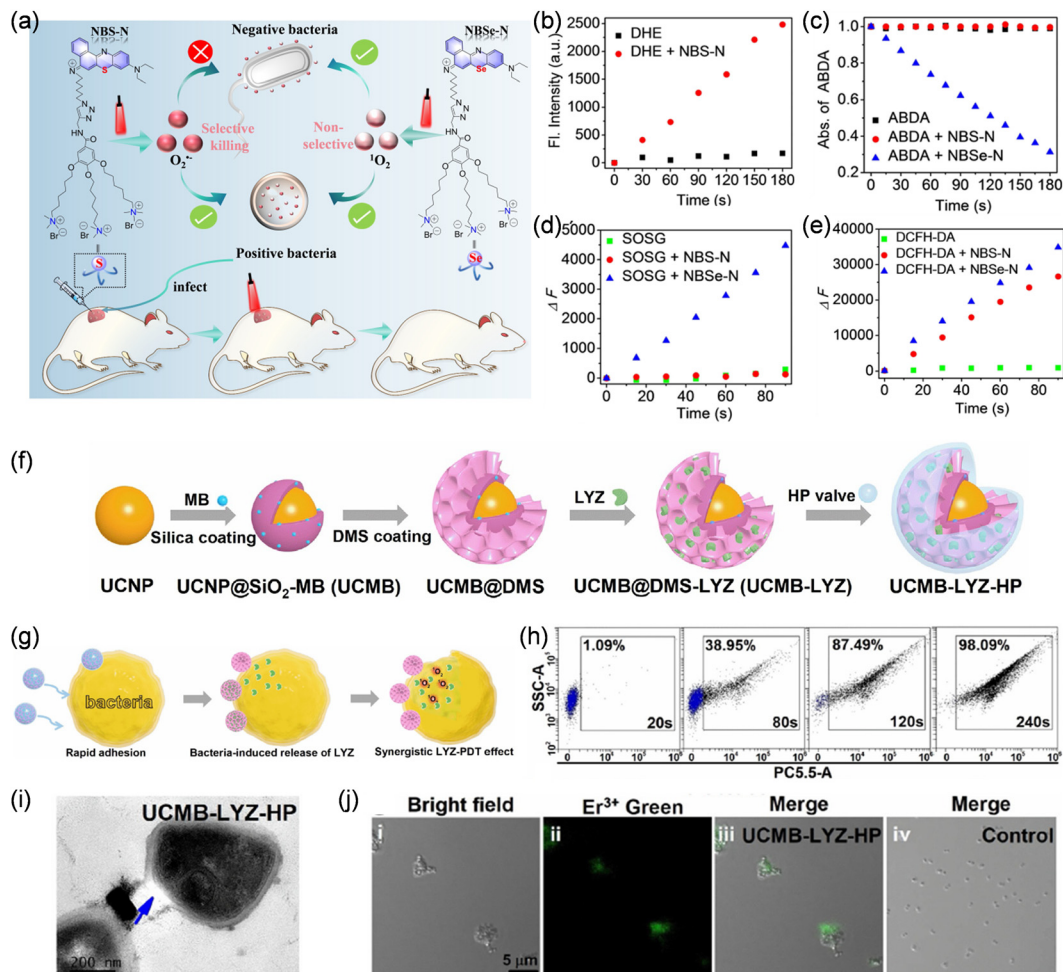 (a)
NBS-N
NBSe-N
Negative bacteria
N
S
N
N
Se
N
N
N
N
HN
O
O
O
O
Selective
killing
Non-
selective
O₂•−
¹O₂
N
N
N
HN
O
O
O
O
N⁺
Br⁻
Br⁻
N⁺
Br⁻
N⁺
N⁺
Br⁻
Br⁻
N⁺
Br⁻
N⁺
S
Se
Positive bacteria
infect
(b)
Fl. Intensity (a.u.)
2500
2000
1500
1000
500
0
DHE
DHE + NBS-N
0 30 60 90 120 150 180
Time (s)
(c)
Abs. of ABDA
1.0
0.8
0.6
0.4
0.2
ABDA
ABDA + NBS-N
ABDA + NBSe-N
0 30 60 90 120 150 180
Time (s)
(d)
ΔF
5000
4000
3000
2000
1000
0
SOSG
SOSG + NBS-N
SOSG + NBSe-N
0 20 40 60 80
Time (s)
(e)
ΔF
40000
30000
20000
10000
0
DCFH-DA
DCFH-DA + NBS-N
DCFH-DA + NBSe-N
0 20 40 60 80
Time (s)
(f)
MB
Silica coating
DMS coating
LYZ
HP valve
UCNP
UCNP@SiO₂-MB (UCMB)
UCMB@DMS
UCMB@DMS-LYZ (UCMB-LYZ)
UCMB-LYZ-HP
(g)
bacteria
Rapid adhesion
Bacteria-induced release of LYZ
Synergistic LYZ-PDT effect
(h)
SSC-A
1.09%
38.95%
87.49%
98.09%
20s
80s
120s
240s
PC5.5-A
(i)
UCMB-LYZ-HP
200 nm
(j)
Bright field
Er³⁺ Green
Merge
Merge
i
ii
iii
UCMB-LYZ-HP
iv
Control
5 μm